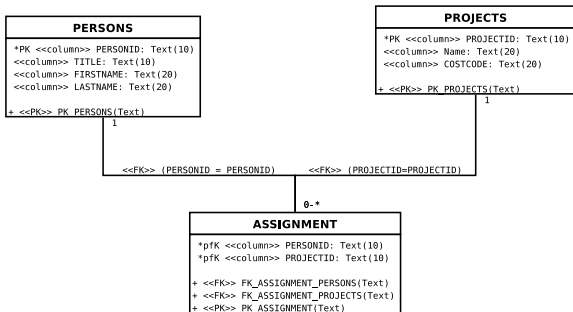 PERSONS
*PK <<column>> PERSONID: Text(10)
<<column>> TITLE: Text(10)
<<column>> FIRSTNAME: Text(20)
<<column>> LASTNAME: Text(20)
+ <<PK>> PK_PERSONS(Text)
1
PROJECTS
*PK <<column>> PROJECTID: Text(10)
<<column>> Name: Text(20)
<<column>> COSTCODE: Text(20)
+ <<PK>> PK_PROJECTS(Text)
1
<<FK>> (PERSONID = PERSONID)
<<FK>> (PROJECTID=PROJECTID)
0-*
ASSIGNMENT
*pfK <<column>> PERSONID: Text(10)
*pfK <<column>> PROJECTID: Text(10)
+ <<FK>> FK_ASSIGNMENT_PERSONS(Text)
+ <<FK>> FK_ASSIGNMENT_PROJECTS(Text)
+ <<PK>> PK_ASSIGNMENT(Text)